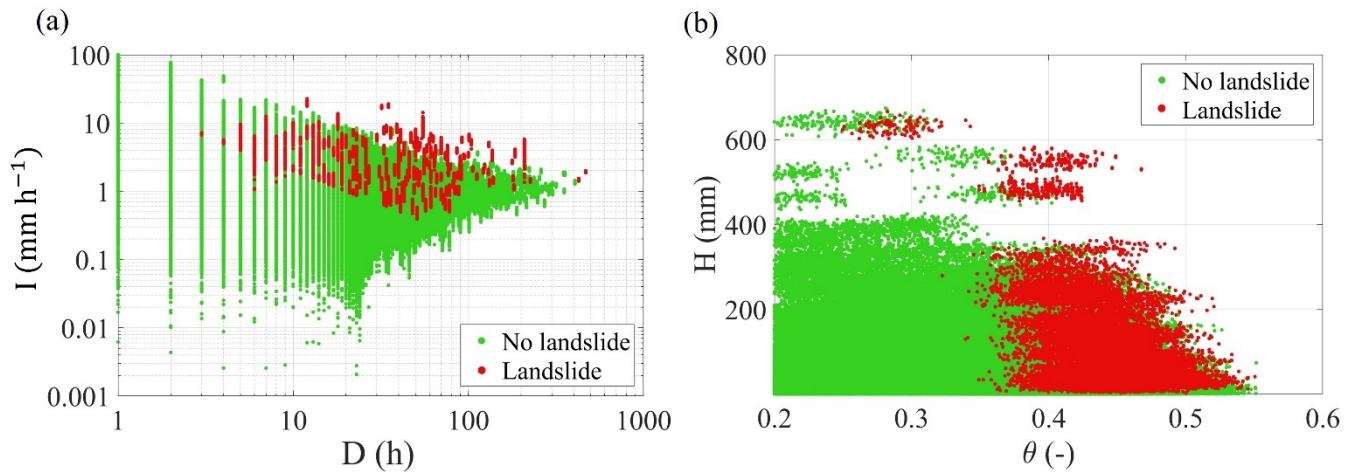 (a)
I (mm h⁻¹)
100
10
1
0.1
0.01
0.001
1
10
100
1000
D (h)
No landslide
Landslide
(b)
H (mm)
800
600
400
200
0.2
0.3
0.4
0.5
0.6
θ (-)
No landslide
Landslide